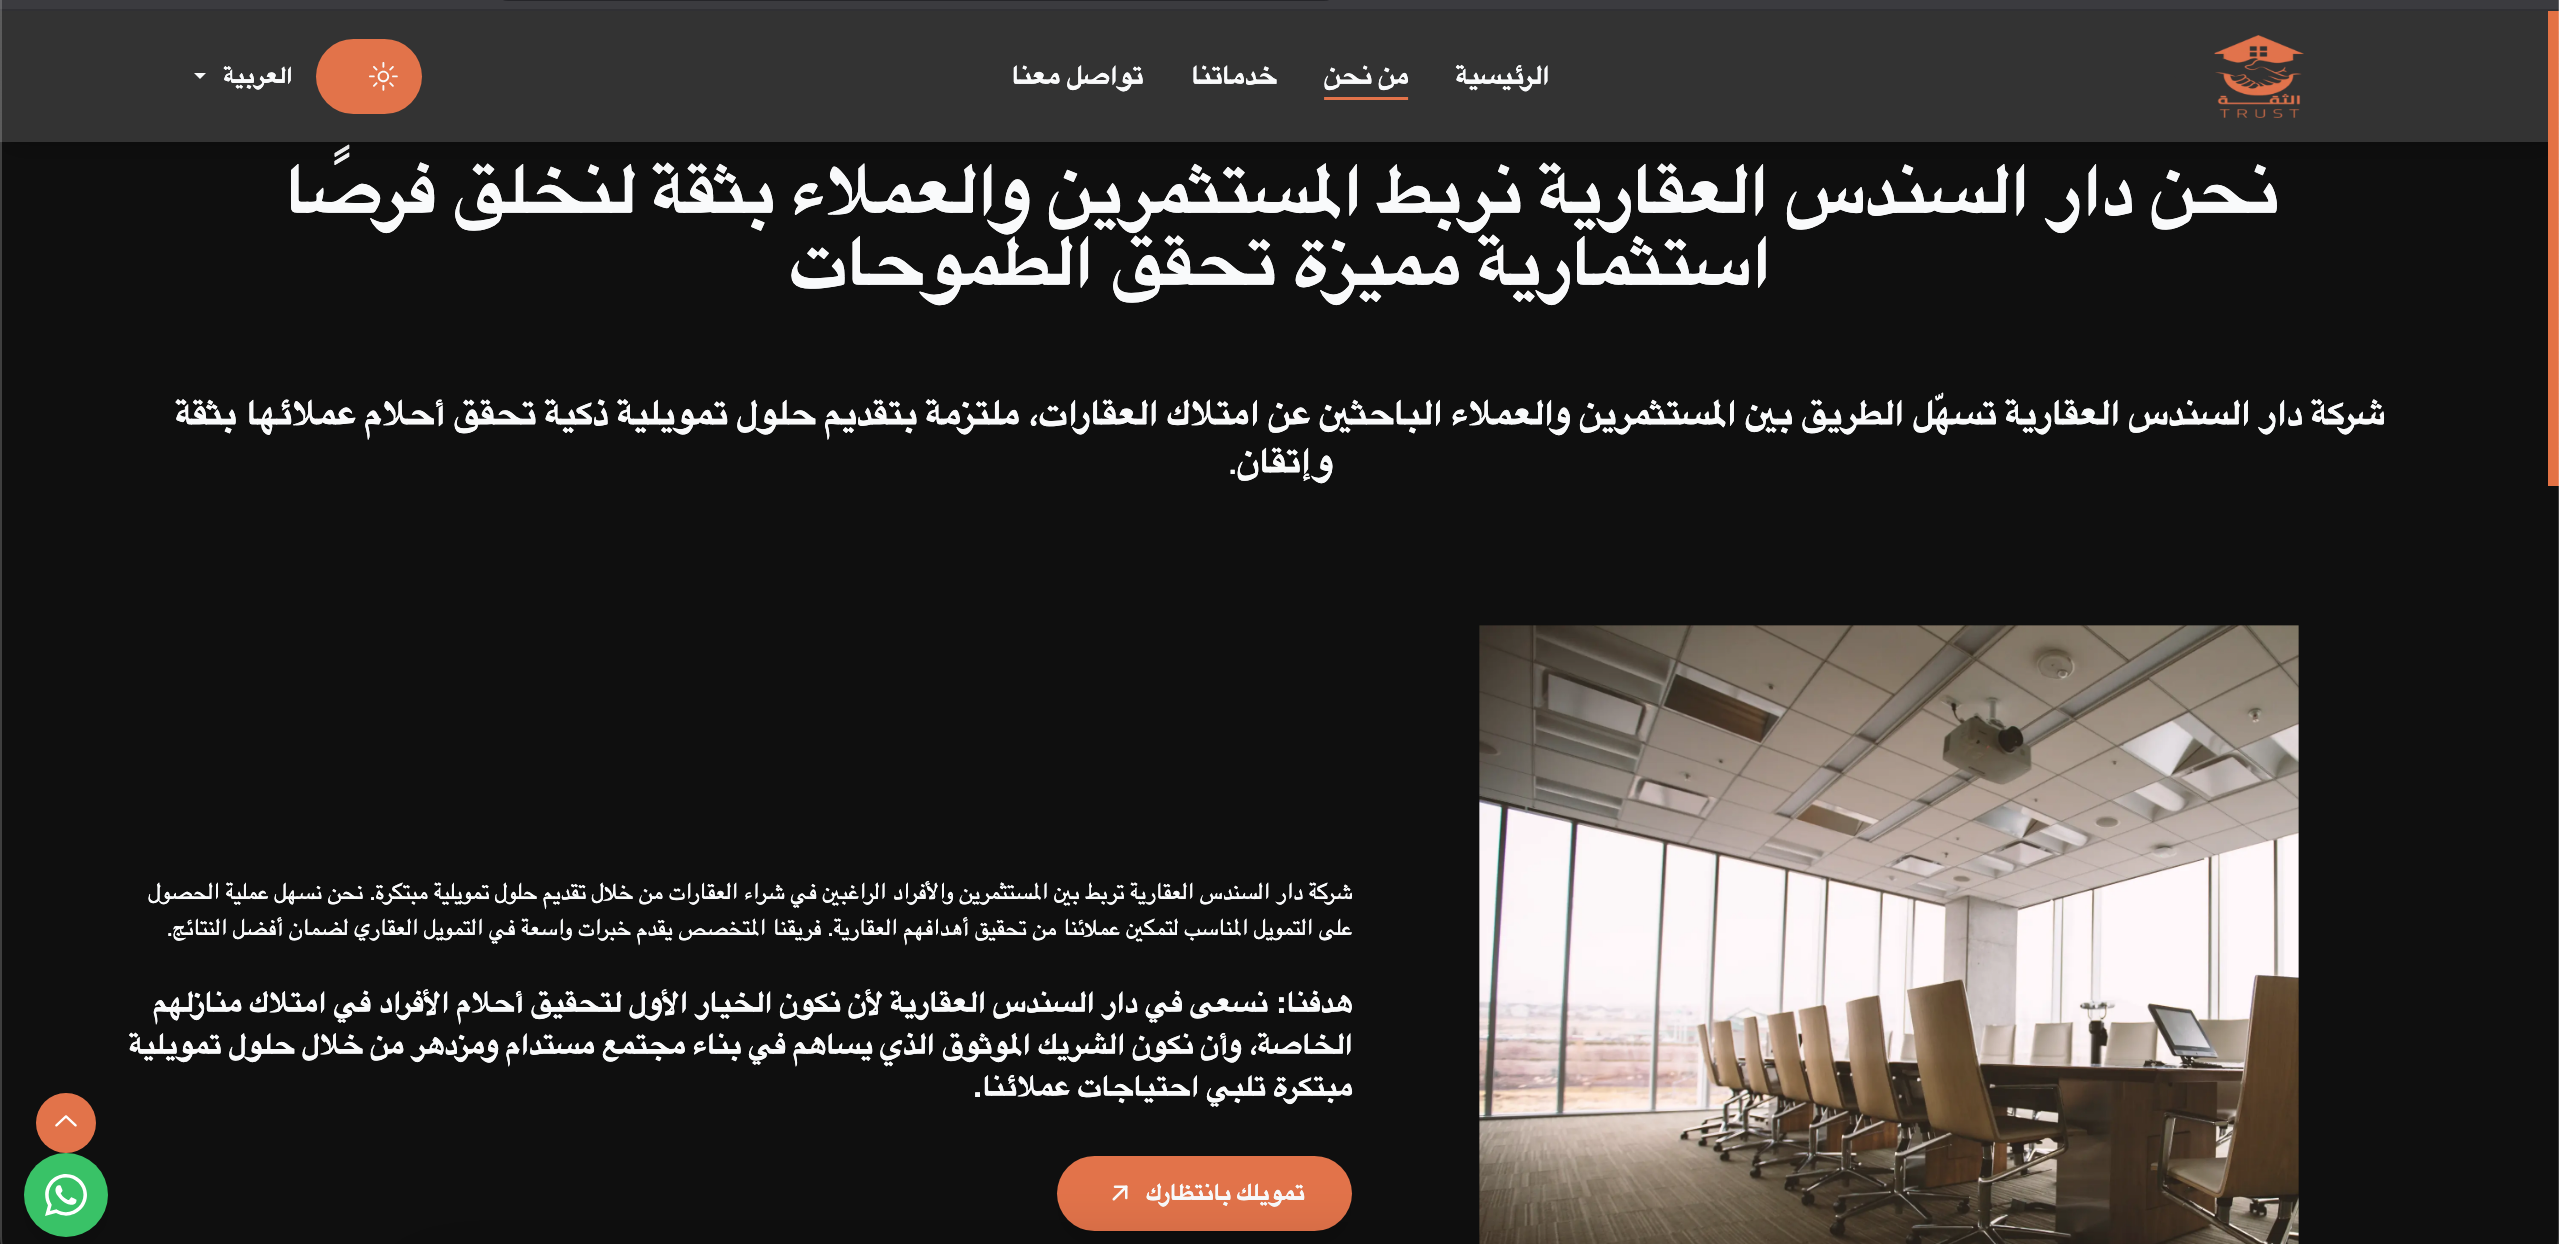 الثقة
TRUST
الرئيسية
من نحن
خدماتنا
تواصل معنا
العربية
نحن دار السندس العقارية نربط المستثمرين والعملاء بثقة لنخلق فرصًا
استثمارية مميزة تحقق الطموحات
شركة دار السندس العقارية تسهّل الطريق بين المستثمرين والعملاء الباحثين عن امتلاك العقارات، ملتزمة بتقديم حلول تمويلية ذكية تحقق أحلام عملائها بثقة
وإتقان.
شركة دار السندس العقارية تربط بين المستثمرين والأفراد الراغبين في شراء العقارات من خلال تقديم حلول تمويلية مبتكرة. نحن نسهل عملية الحصول
على التمويل المناسب لتمكين عملائنا من تحقيق أهدافهم العقارية. فريقنا المتخصص يقدم خبرات واسعة في التمويل العقاري لضمان أفضل النتائج.
هدفنا: نسعى في دار السندس العقارية لأن نكون الخيار الأول لتحقيق أحلام الأفراد في امتلاك منازلهم
الخاصة، وأن نكون الشريك الموثوق الذي يساهم في بناء مجتمع مستدام ومزدهر من خلال حلول تمويلية
مبتكرة تلبي احتياجات عملائنا.
تمويلك بانتظارك